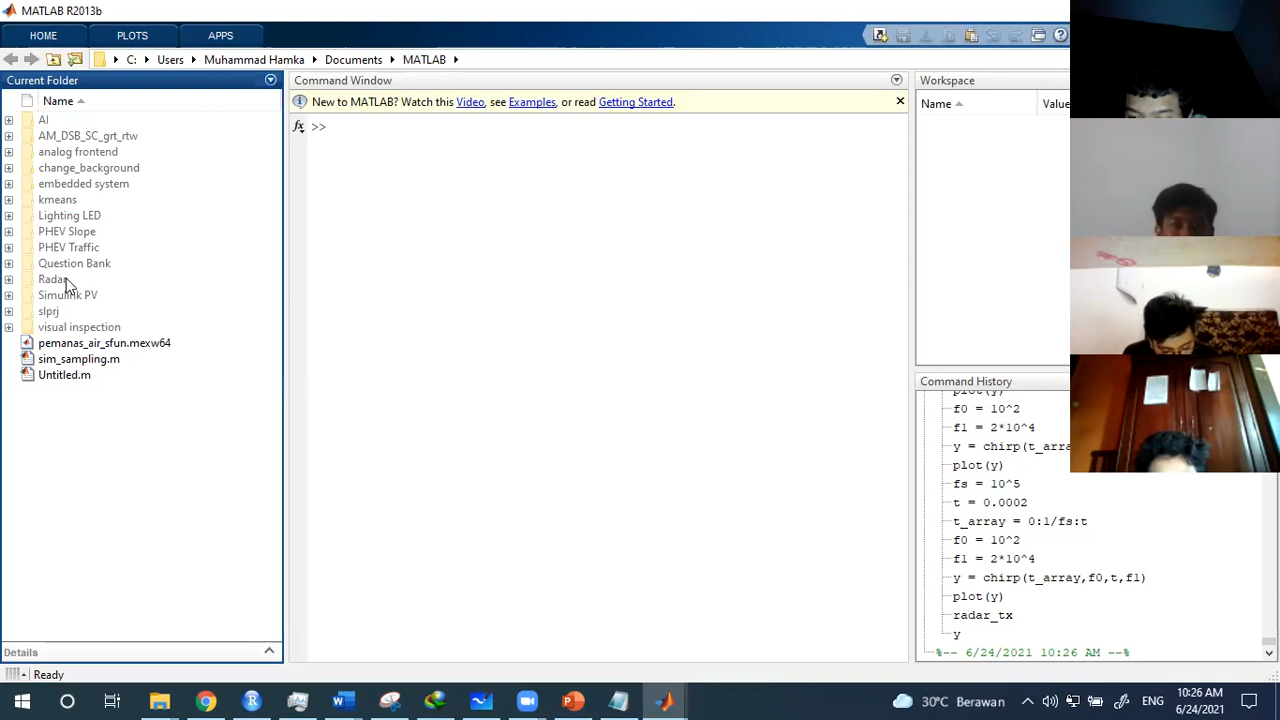 MATLAB R2013b
HOME PLOTS APPS
C: Users Muhammad Hamka Documents MATLAB
Current Folder
Name
AI
AM_DSB_SC_grt_rtw
analog frontend
change_background
embedded system
kmeans
Lighting LED
PHEV Slope
PHEV Traffic
Question Bank
Radar
Simulink PV
slprj
visual inspection
pemanas_air_sfun.mexw64
sim_sampling.m
Untitled.m
Details
Command Window
New to MATLAB? Watch this Video, see Examples, or read Getting Started.
fx >>
Workspace
Name Value
Command History
plot(y)
f0 = 10^2
f1 = 2*10^4
y = chirp(t_arra
plot(y)
fs = 10^5
t = 0.0002
t_array = 0:1/fs:t
f0 = 10^2
f1 = 2*10^4
y = chirp(t_array,f0,t,f1)
plot(y)
radar_tx
y
%-- 6/24/2021 10:26 AM --%
Ready
30°C Berawan ENG 10:26 AM
6/24/2021